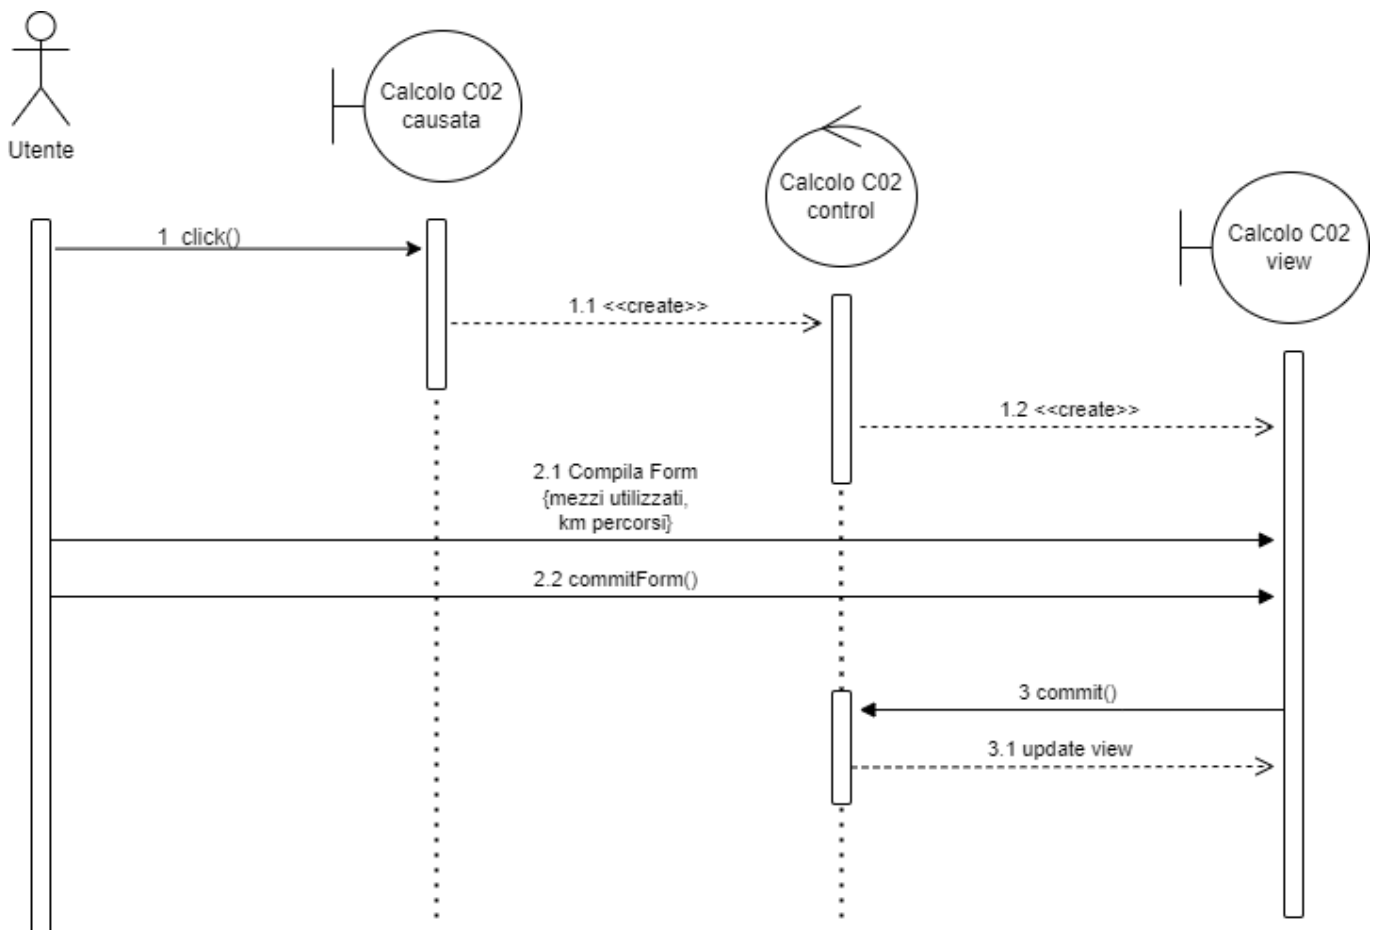 Utente
Calcolo C02
causata
Calcolo C02
control
Calcolo C02
view
1 click()
1.1 <<create>>
1.2 <<create>>
2.1 Compila Form
{mezzi utilizzati,
km percorsi}
2.2 commitForm()
3 commit()
3.1 update view